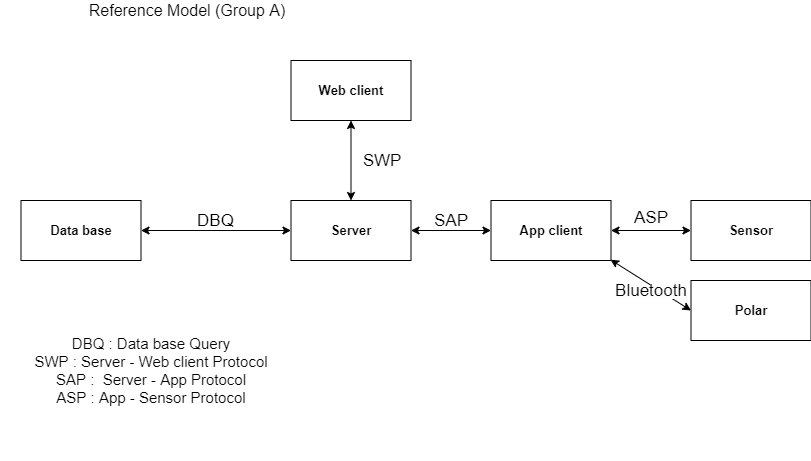 Reference Model (Group A)
Web client
SWP
Data base
DBQ
Server
SAP
App client
ASP
Sensor
Bluetooth
Polar
DBQ : Data base Query
SWP : Server - Web client Protocol
SAP :  Server - App Protocol
ASP : App - Sensor Protocol